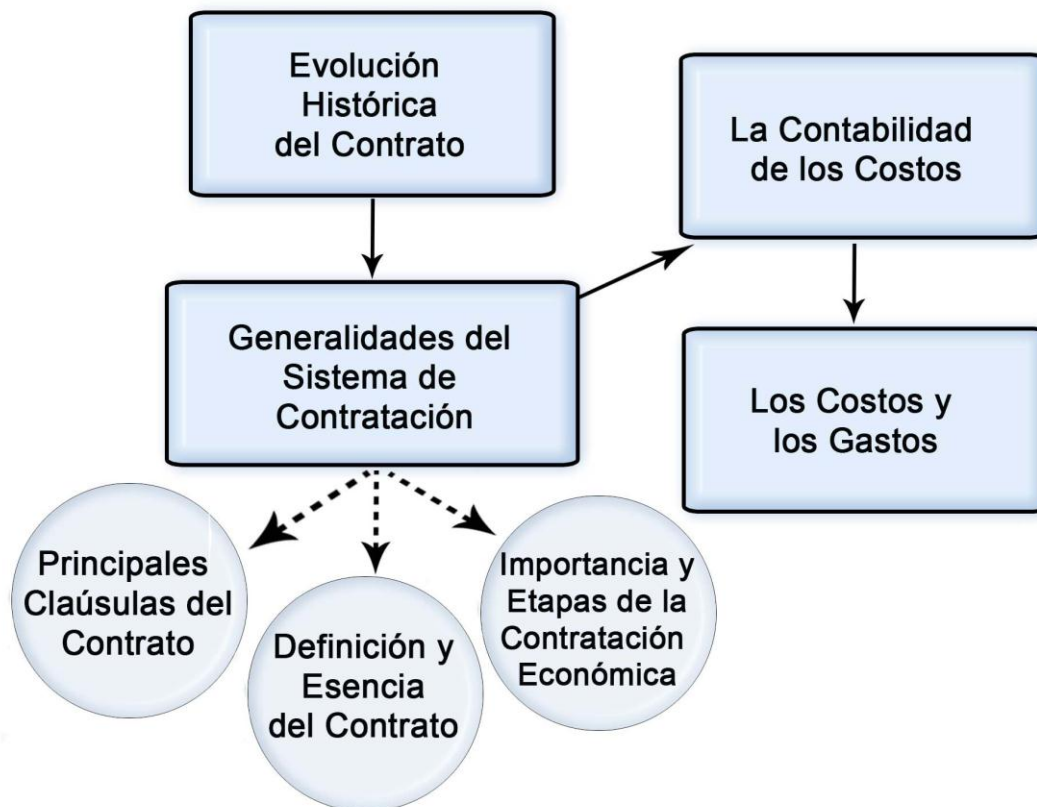 Evolución
Histórica
del Contrato
La Contabilidad
de los Costos
Generalidades del
Sistema de
Contratación
Los Costos y
los Gastos
Principales
Claúsulas del
Contrato
Definición y
Esencia
del Contrato
Importancia y
Etapas de la
Contratación
Económica